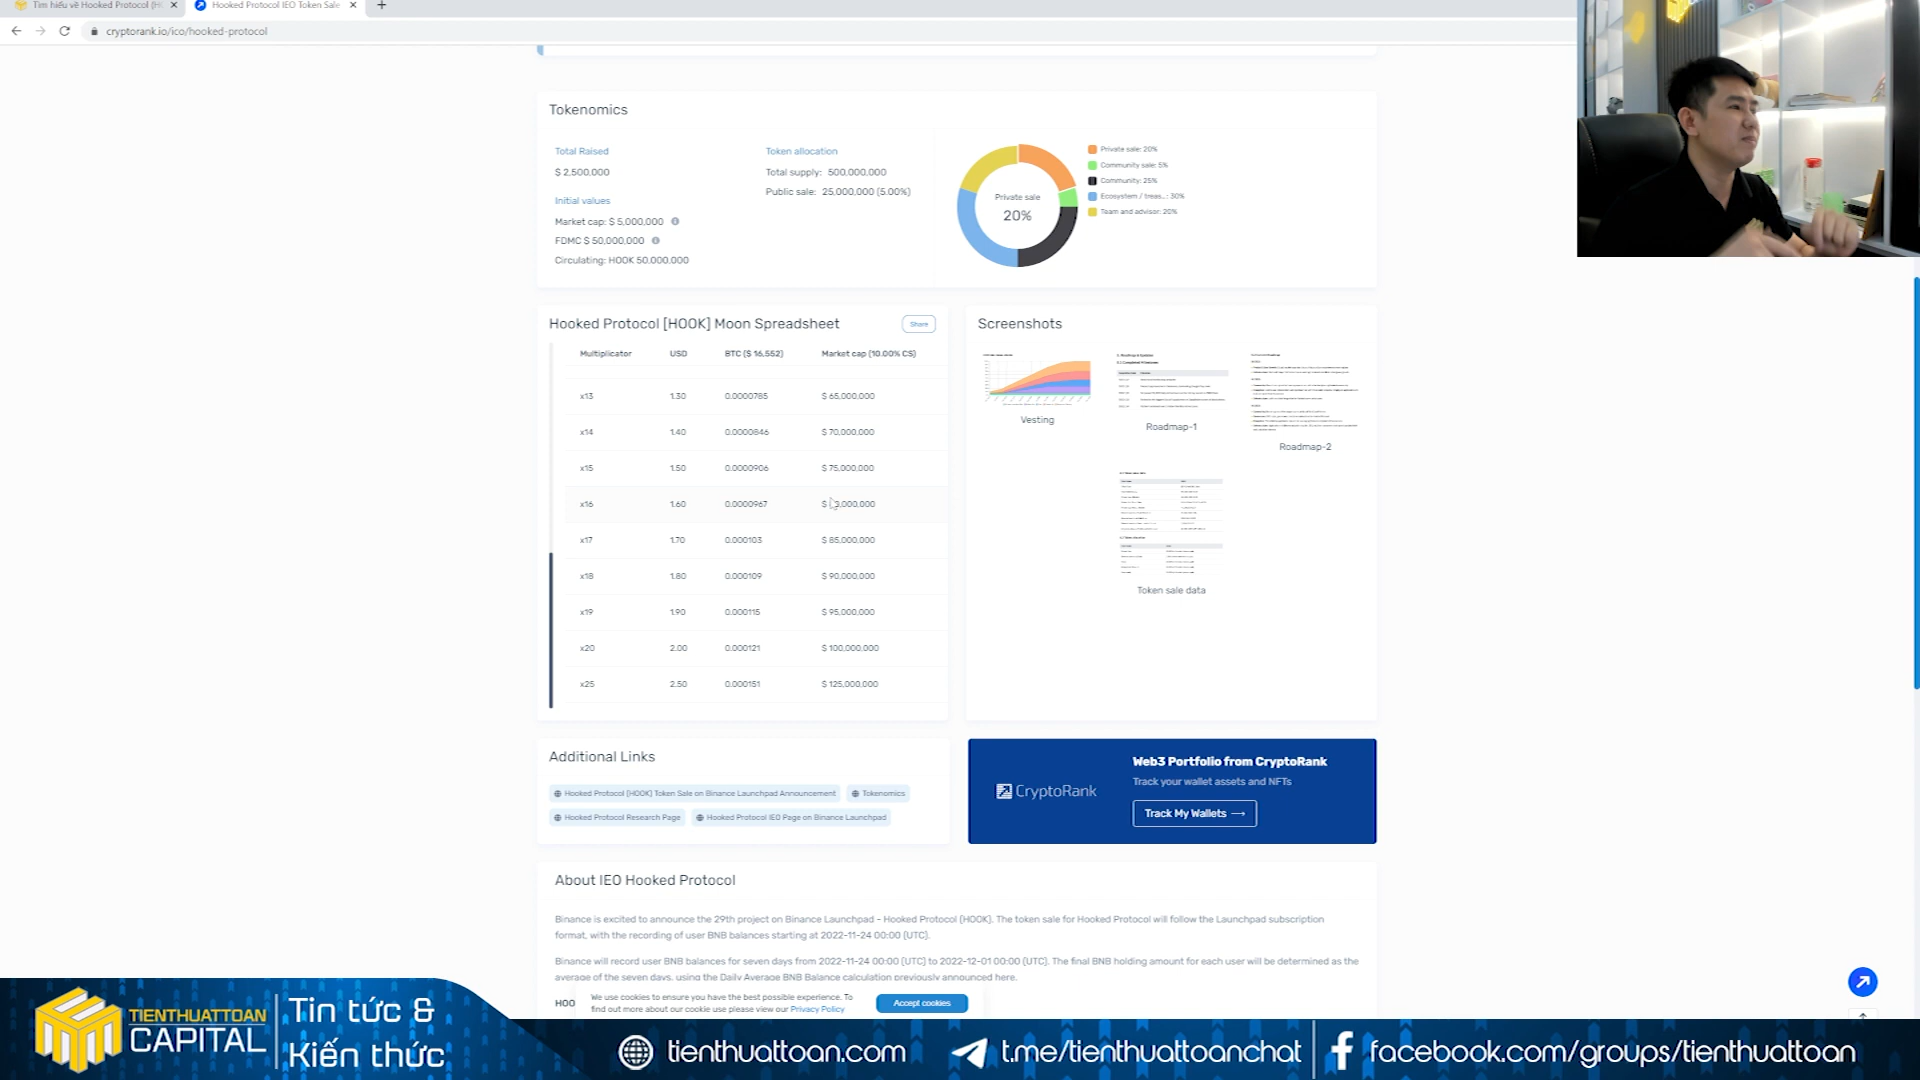 Tìm hiểu về Hooked Protocol (HO
Hooked Protocol IEO Token Sale
cryptorank.io/ico/hooked-protocol
Tokenomics
Total Raised
$ 2,500,000
Initial values
Market cap: $ 5,000,000
FDMC $ 50,000,000
Circulating: HOOK 50.000.000
Token allocation
Total supply: 500,000,000
Public sale: 25,000,000 (5.00%)
Private sale
20%
Private sale: 20%
Community sale: 5%
Community: 25%
Ecosystem / treas...: 30%
Team and advisor: 20%
Hooked Protocol [HOOK] Moon Spreadsheet
Share
Multiplicator USD BTC ($ 16,552) Market cap (10.00% CS)
x13 1.30 0.0000785 $ 65,000,000
x14 1.40 0.0000846 $ 70,000,000
x15 1.50 0.0000906 $ 75,000,000
x16 1.60 0.0000967 $ 0,000,000
x17 1.70 0.000103 $ 85,000,000
x18 1.80 0.000109 $ 90,000,000
x19 1.90 0.000115 $ 95,000,000
x20 2.00 0.000121 $ 100,000,000
x25 2.50 0.000151 $ 125,000,000
Screenshots
Vesting
Roadmap-1
Roadmap-2
Token sale data
Additional Links
Hooked Protocol (HOOK) Token Sale on Binance Launchpad Announcement
Tokenomics
Hooked Protocol Research Page
Hooked Protocol IEO Page on Binance Launchpad
CryptoRank
Web3 Portfolio from CryptoRank
Track your wallet assets and NFTs
Track My Wallets →
About IEO Hooked Protocol
Binance is excited to announce the 29th project on Binance Launchpad - Hooked Protocol (HOOK). The token sale for Hooked Protocol will follow the Launchpad subscription
format, with the recording of user BNB balances starting at 2022-11-24 00:00 (UTC).
Binance will record user BNB balances for seven days from 2022-11-24 00:00 (UTC) to 2022-12-01 00:00 (UTC). The final BNB holding amount for each user will be determined as the
average of the seven days, using the Daily Average BNB Balance calculation previously announced here.
HOO
We use cookies to ensure you have the best possible experience. To
find out more about our cookie use please view our Privacy Policy
Accept cookies
TIENTHUATTOAN
CAPITAL
Tin tức &
Kiến thức
tienthuattoan.com
t.me/tienthuattoanchat
facebook.com/groups/tienthuattoan